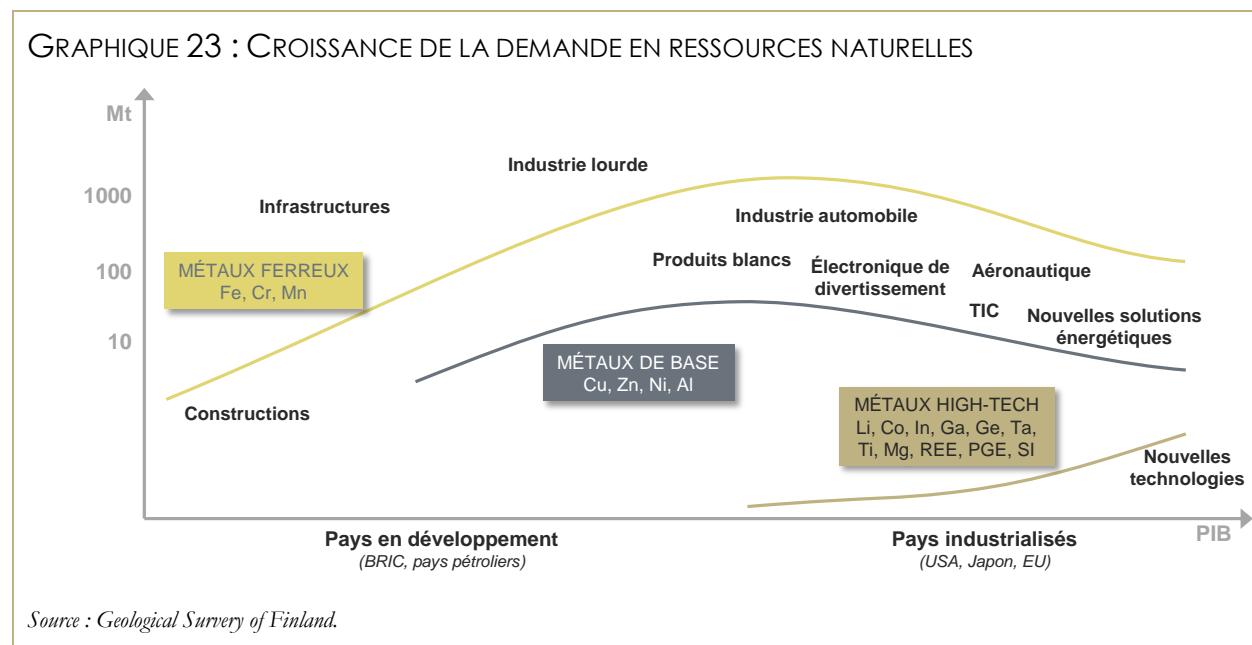 GRAPHIQUE 23 : CROISSANCE DE LA DEMANDE EN RESSOURCES NATURELLES
Mt
1000
100
10
Industrie lourde
Infrastructures
Industrie automobile
MÉTAUX FERREUX
Fe, Cr, Mn
Produits blancs
Électronique de
divertissement
Aéronautique
TIC
Nouvelles solutions
énergétiques
MÉTAUX DE BASE
Cu, Zn, Ni, Al
Constructions
MÉTAUX HIGH-TECH
Li, Co, In, Ga, Ge, Ta,
Ti, Mg, REE, PGE, SI
Nouvelles
technologies
PIB
Pays en développement
(BRIC, pays pétroliers)
Pays industrialisés
(USA, Japon, EU)
Source : Geological Survery of Finland.